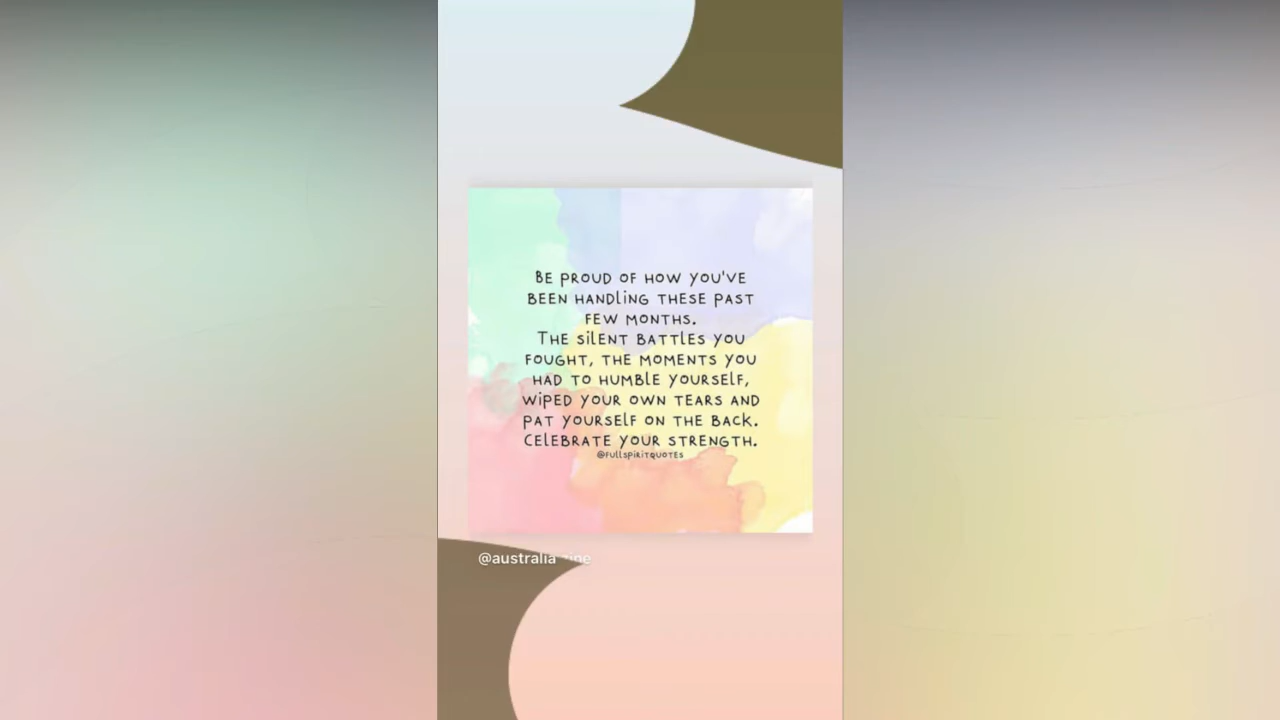 BE PROUD OF HOW YOU'VE
BEEN HANDLING THESE PAST
FEW MONTHS.
THE SILENT BATTLES YOU
FOUGHT, THE MOMENTS YOU
HAD TO HUMBLE YOURSELF,
WIPED YOUR OWN TEARS AND
PAT YOURSELF ON THE BACK.
CELEBRATE YOUR STRENGTH.
@FULLSPIRITQUOTES
@australia